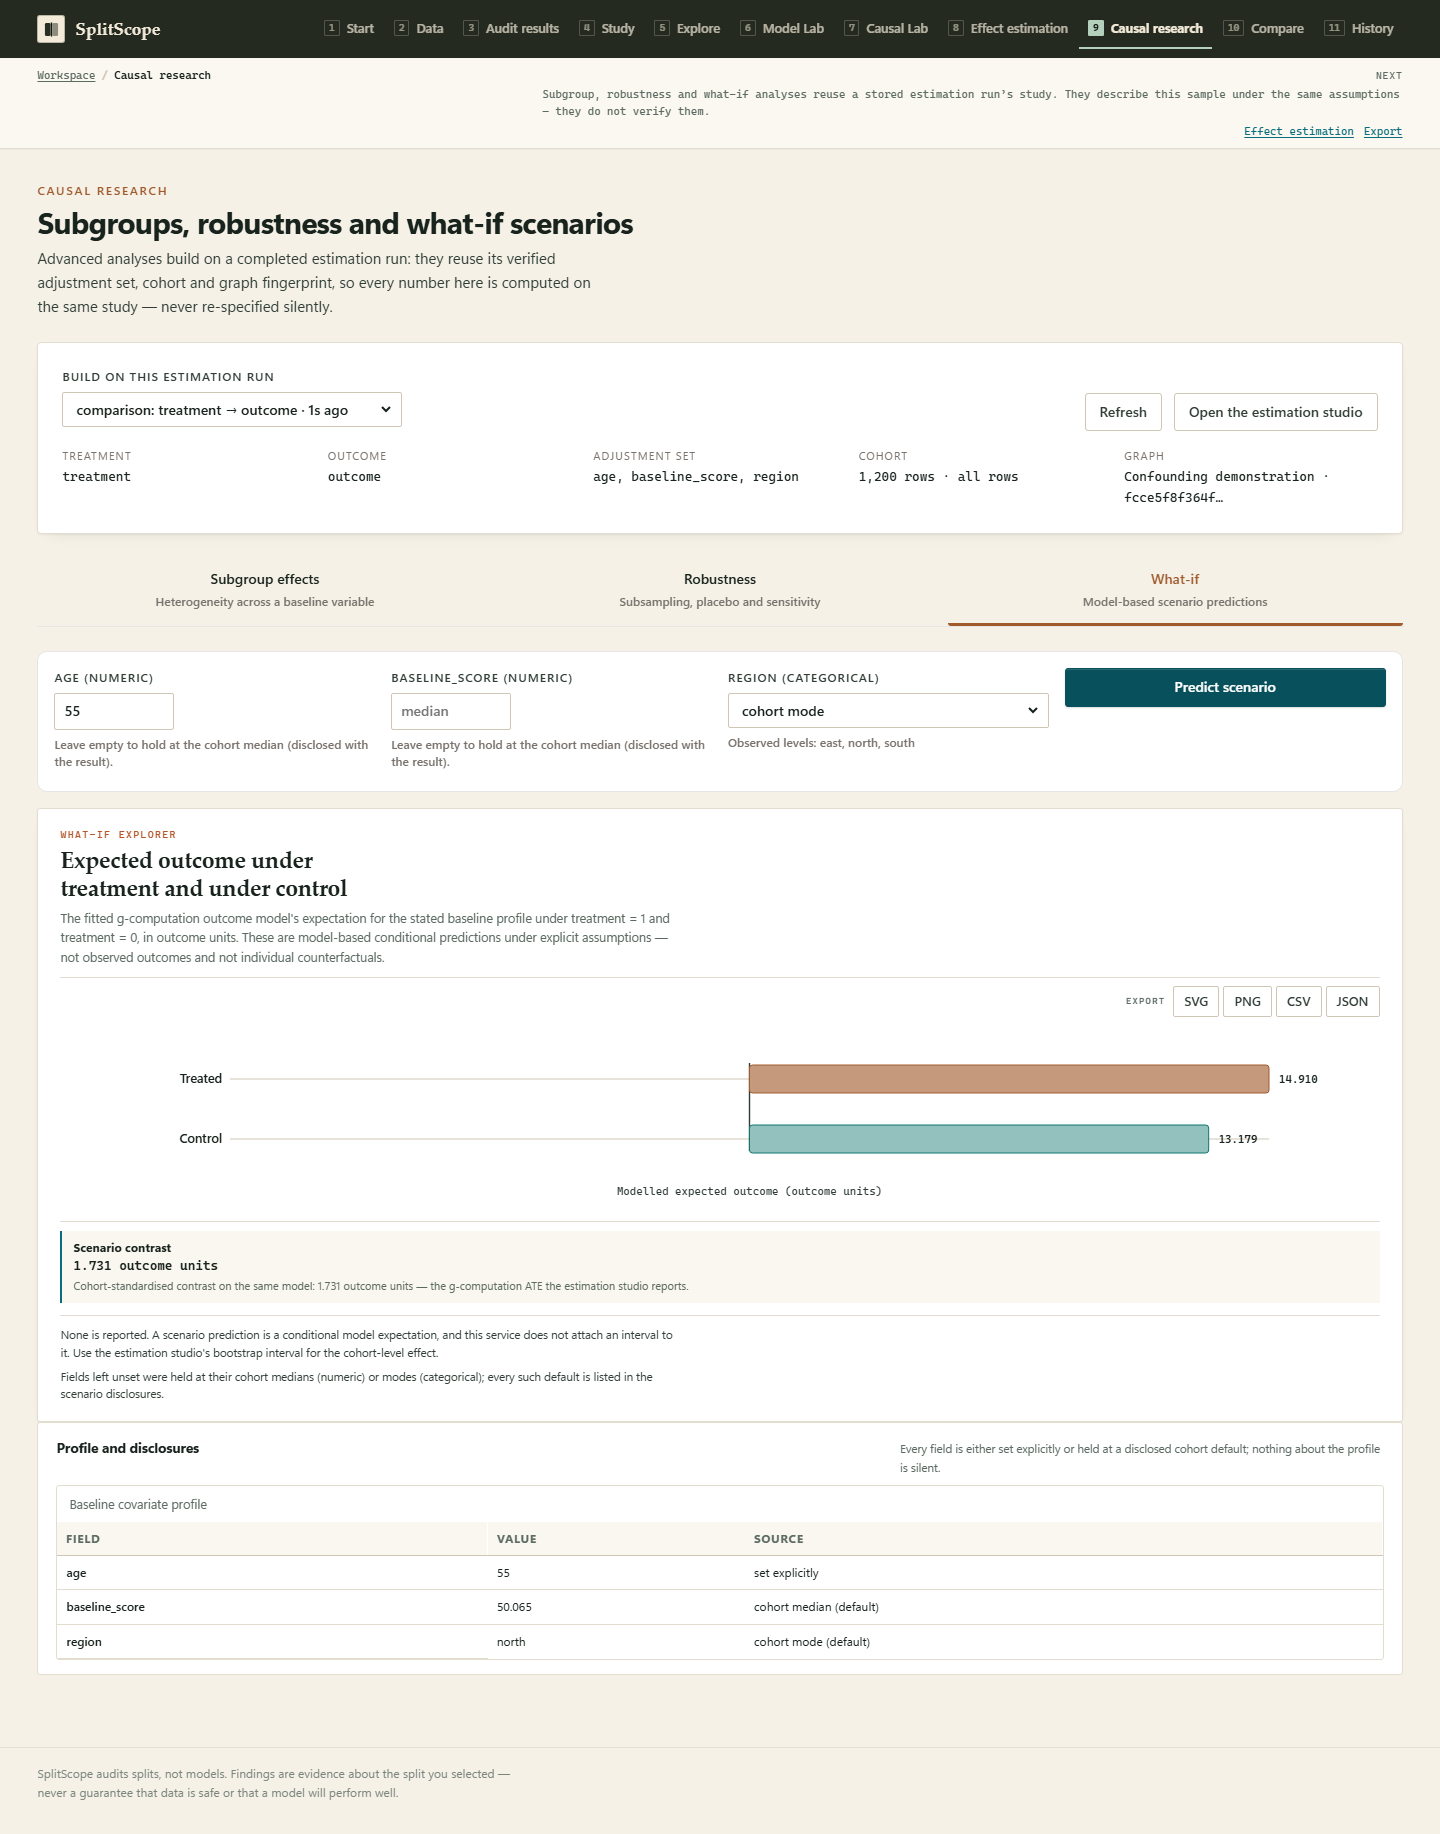 SplitScope
1 Start
2 Data
3 Audit results
4 Study
5 Explore
6 Model Lab
7 Causal Lab
8 Effect estimation
9 Causal research
10 Compare
11 History
Workspace / Causal research
NEXT
Subgroup, robustness and what-if analyses reuse a stored estimation run's study. They describe this sample under the same assumptions
— they do not verify them.
Effect estimation Export
CAUSAL RESEARCH
Subgroups, robustness and what-if scenarios
Advanced analyses build on a completed estimation run: they reuse its verified
adjustment set, cohort and graph fingerprint, so every number here is computed on
the same study — never re-specified silently.
BUILD ON THIS ESTIMATION RUN
comparison: treatment → outcome · 1s ago
Refresh
Open the estimation studio
TREATMENT
treatment
OUTCOME
outcome
ADJUSTMENT SET
age, baseline_score, region
COHORT
1,200 rows · all rows
GRAPH
Confounding demonstration ·
fcce5f8f364f…
Subgroup effects
Heterogeneity across a baseline variable
Robustness
Subsampling, placebo and sensitivity
What-if
Model-based scenario predictions
AGE (NUMERIC)
55
Leave empty to hold at the cohort median (disclosed with
the result).
BASELINE_SCORE (NUMERIC)
median
Leave empty to hold at the cohort median (disclosed with
the result).
REGION (CATEGORICAL)
cohort mode
Observed levels: east, north, south
Predict scenario
WHAT-IF EXPLORER
Expected outcome under
treatment and under control
The fitted g-computation outcome model's expectation for the stated baseline profile under treatment = 1 and
treatment = 0, in outcome units. These are model-based conditional predictions under explicit assumptions —
not observed outcomes and not individual counterfactuals.
EXPORT SVG PNG CSV JSON
Treated 14.910
Control 13.179
Modelled expected outcome (outcome units)
Scenario contrast
1.731 outcome units
Cohort-standardised contrast on the same model: 1.731 outcome units — the g-computation ATE the estimation studio reports.
None is reported. A scenario prediction is a conditional model expectation, and this service does not attach an interval to
it. Use the estimation studio's bootstrap interval for the cohort-level effect.
Fields left unset were held at their cohort medians (numeric) or modes (categorical); every such default is listed in the
scenario disclosures.
Profile and disclosures
Every field is either set explicitly or held at a disclosed cohort default; nothing about the profile
is silent.
Baseline covariate profile
FIELD VALUE SOURCE
age 55 set explicitly
baseline_score 50.065 cohort median (default)
region north cohort mode (default)
SplitScope audits splits, not models. Findings are evidence about the split you selected —
never a guarantee that data is safe or that a model will perform well.